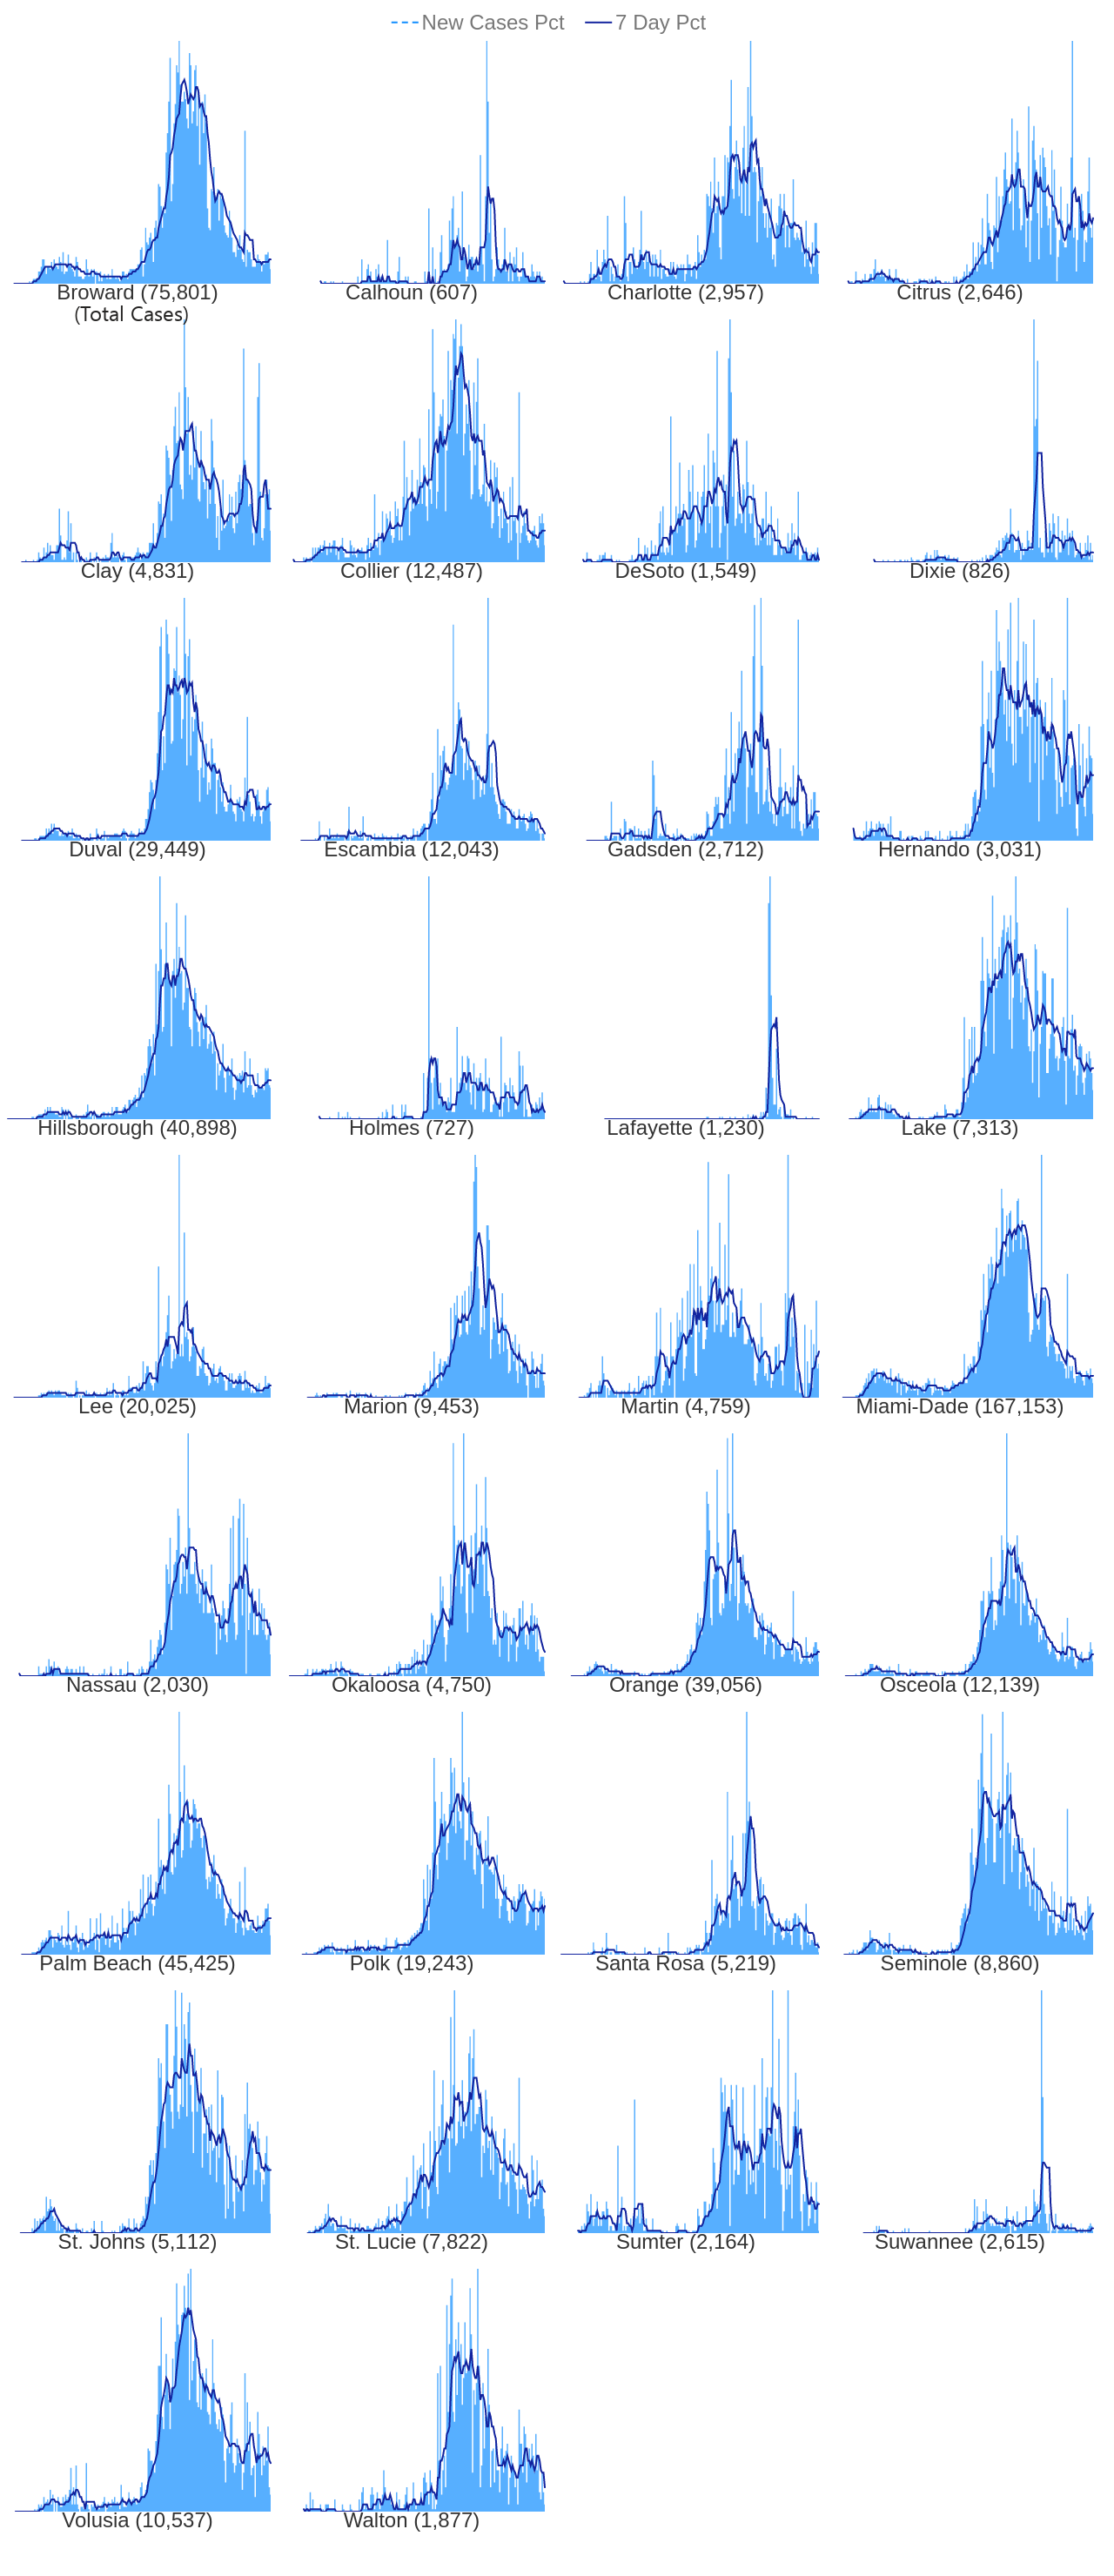 New Cases Pct 7 Day Pct
Broward (75,801) Calhoun (607) Charlotte (2,957) Citrus (2,646)
(Total Cases)
Clay (4,831) Collier (12,487) DeSoto (1,549) Dixie (826)
Duval (29,449) Escambia (12,043) Gadsden (2,712) Hernando (3,031)
Hillsborough (40,898) Holmes (727) Lafayette (1,230) Lake (7,313)
Lee (20,025) Marion (9,453) Martin (4,759) Miami-Dade (167,153)
Nassau (2,030) Okaloosa (4,750) Orange (39,056) Osceola (12,139)
Palm Beach (45,425) Polk (19,243) Santa Rosa (5,219) Seminole (8,860)
St. Johns (5,112) St. Lucie (7,822) Sumter (2,164) Suwannee (2,615)
Volusia (10,537) Walton (1,877)